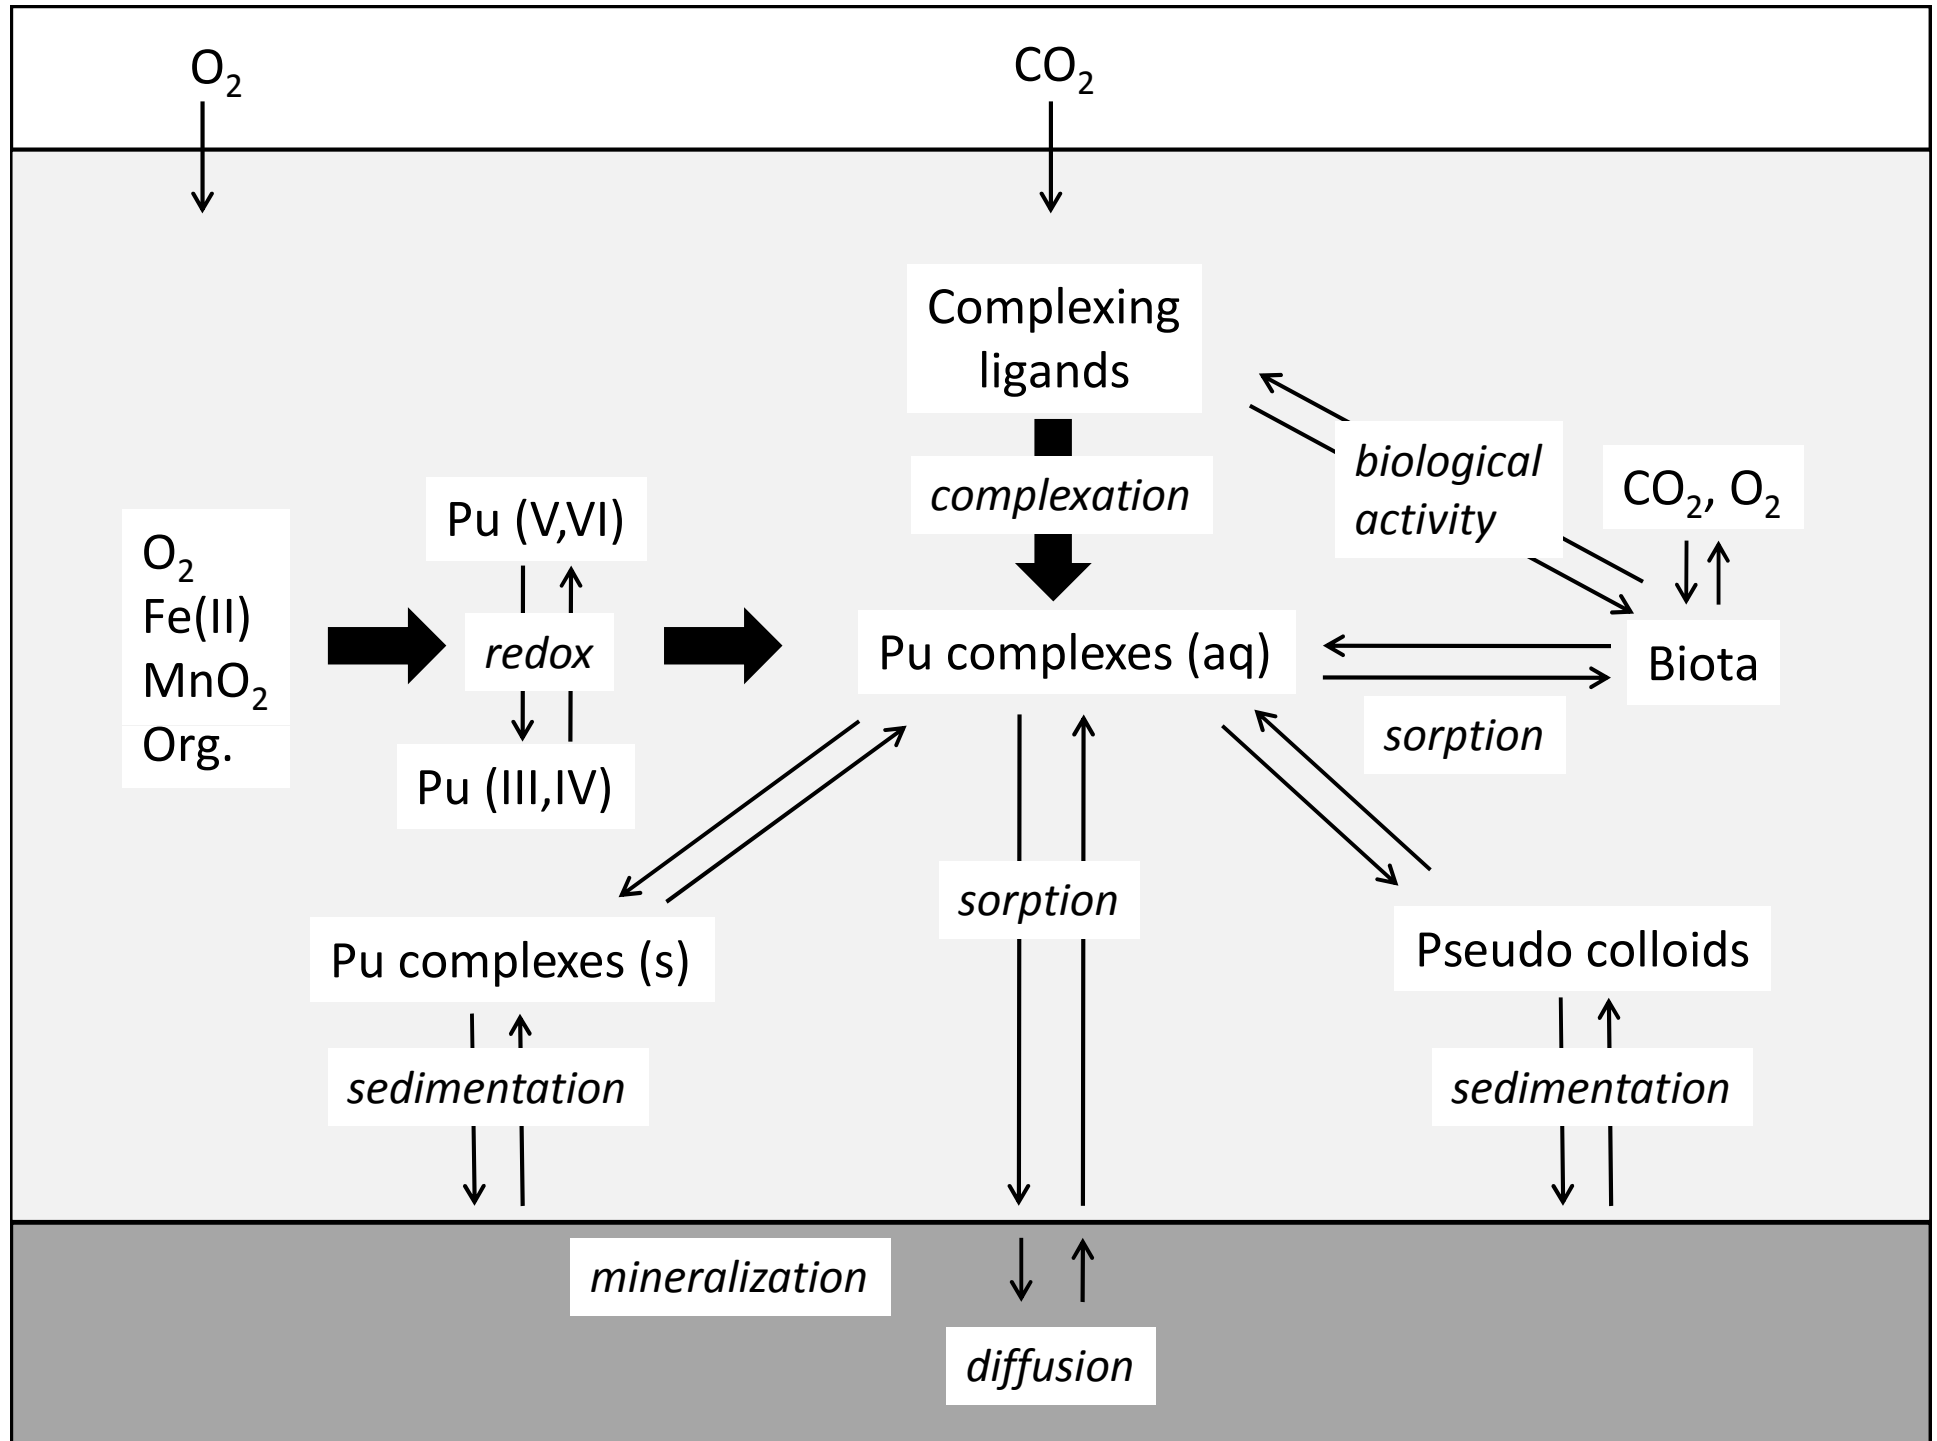 O₂
CO₂
Complexing
ligands
complexation
biological
activity
CO₂, O₂
O₂
Fe(II)
MnO₂
Org.
Pu (V,VI)
redox
Pu (III,IV)
Pu complexes (aq)
Biota
sorption
Pu complexes (s)
sorption
Pseudo colloids
sedimentation
sedimentation
mineralization
diffusion